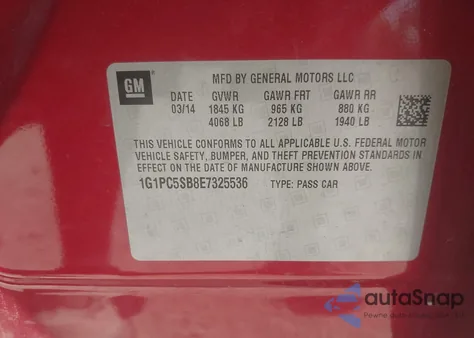 GM
MFD BY GENERAL MOTORS LLC
DATE GVWR GAWR FRT GAWR RR
03/14 1845 KG 965 KG 880 KG
4068 LB 2128 LB 1940 LB
THIS VEHICLE CONFORMS TO ALL APPLICABLE U.S. FEDERAL MOTOR
VEHICLE SAFETY, BUMPER, AND THEFT PREVENTION STANDARDS IN
EFFECT ON THE DATE OF MANUFACTURE SHOWN ABOVE.
1G1PC5SB8E7325536 TYPE: PASS CAR
autaSnap